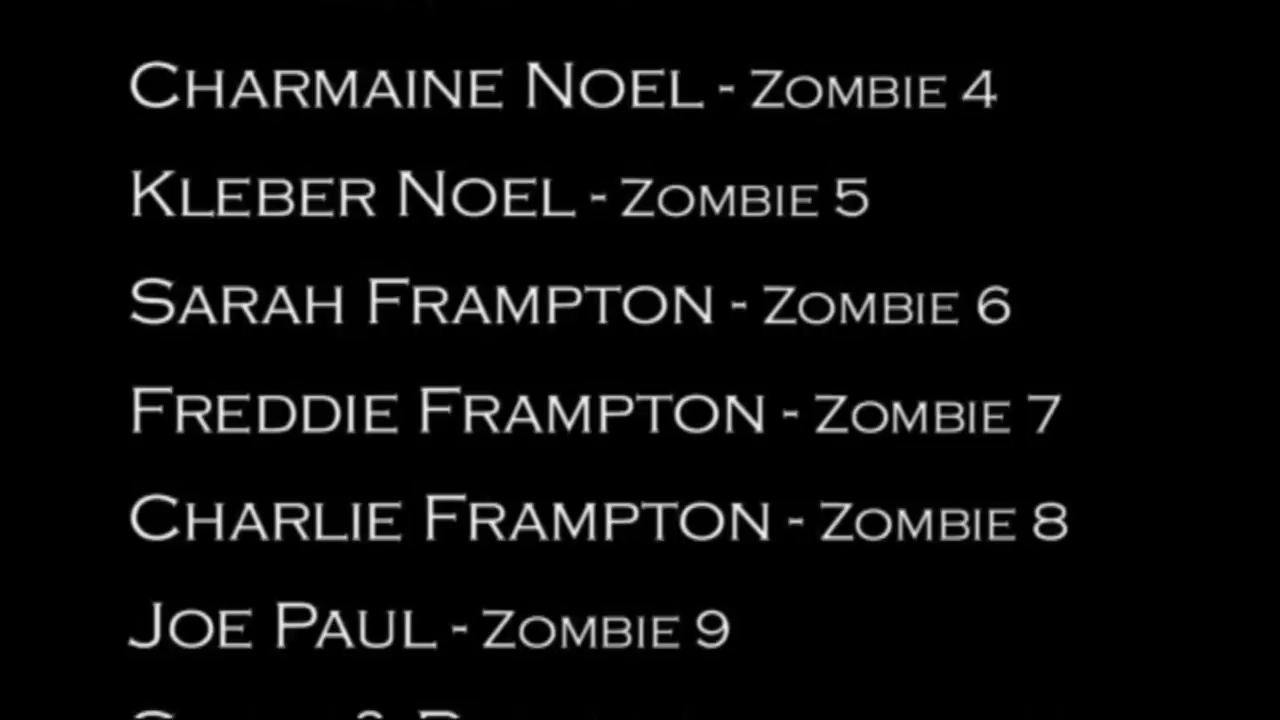 Charmaine Noel - Zombie 4
Kleber Noel - Zombie 5
Sarah Frampton - Zombie 6
Freddie Frampton - Zombie 7
Charlie Frampton - Zombie 8
Joe Paul - Zombie 9